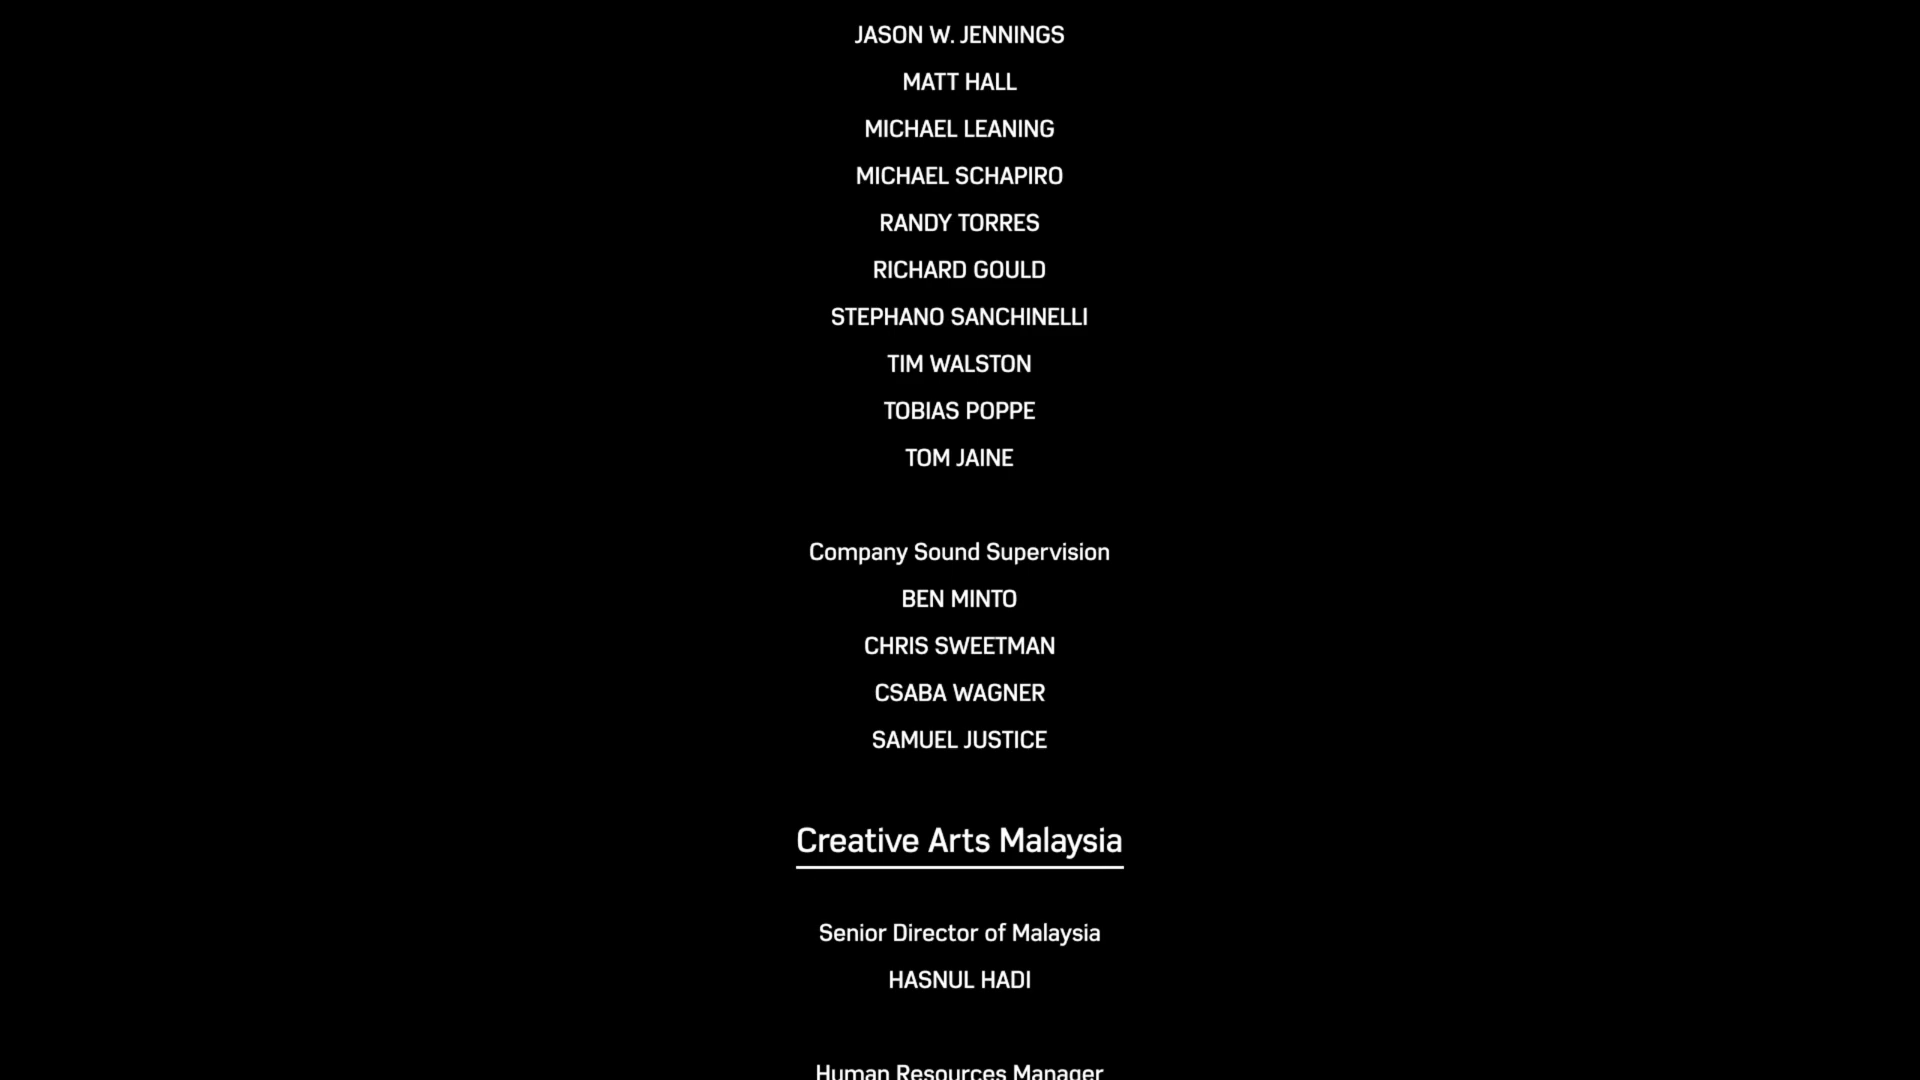 JASON W. JENNINGS
MATT HALL
MICHAEL LEANING
MICHAEL SCHAPIRO
RANDY TORRES
RICHARD GOULD
STEPHANO SANCHINELLI
TIM WALSTON
TOBIAS POPPE
TOM JAINE
Company Sound Supervision
BEN MINTO
CHRIS SWEETMAN
CSABA WAGNER
SAMUEL JUSTICE
Creative Arts Malaysia
Senior Director of Malaysia
HASNUL HADI
Human Resources Manager